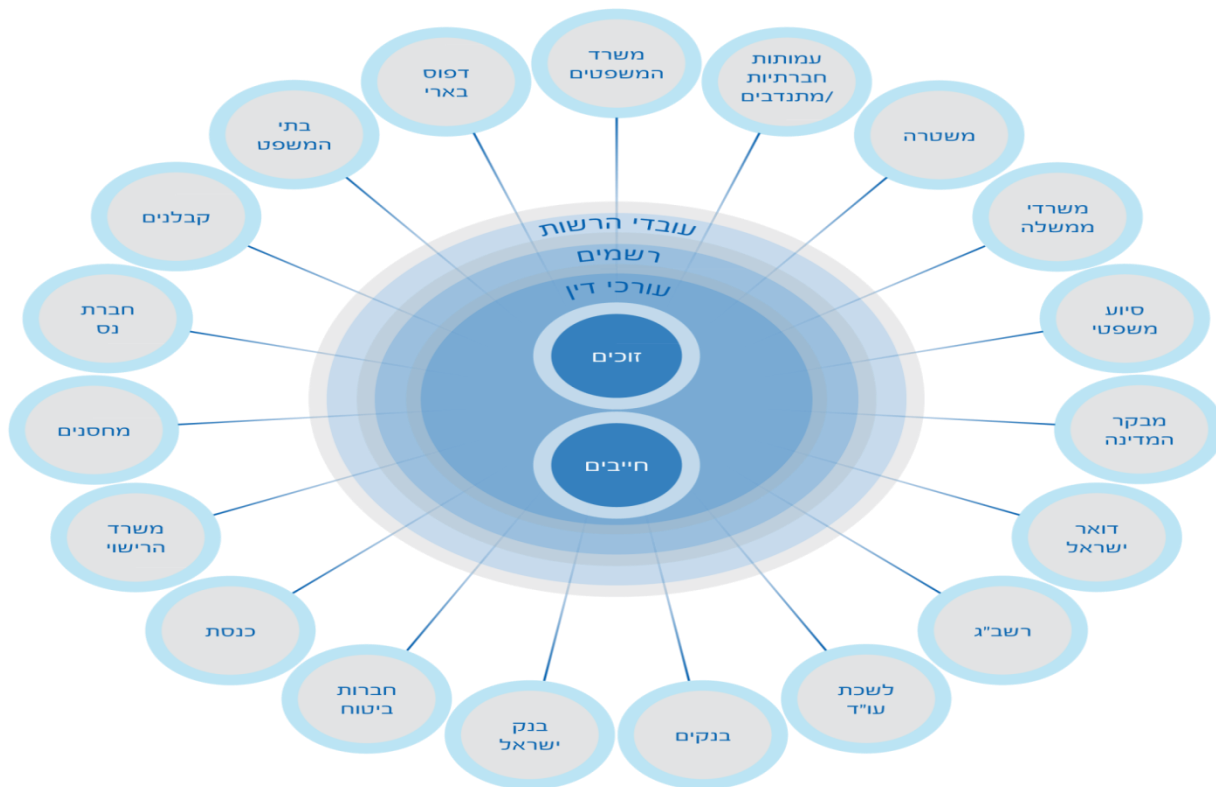 משרד
המשפטים
עמותות
חברתיות
/מתנדבים
משטרה
משרדי
ממשלה
סיוע
משפטי
מבקר
המדינה
דואר
ישראל
רשב"ג
לשכת
עו"ד
בנקים
בנק
ישראל
חברות
ביטוח
כנסת
משרד
הרישוי
מחסנים
חברת
נס
קבלנים
בתי
המשפט
דפוס
בארי
עובדי הרשות
רשמים
עורכי דין
זוכים
חייבים